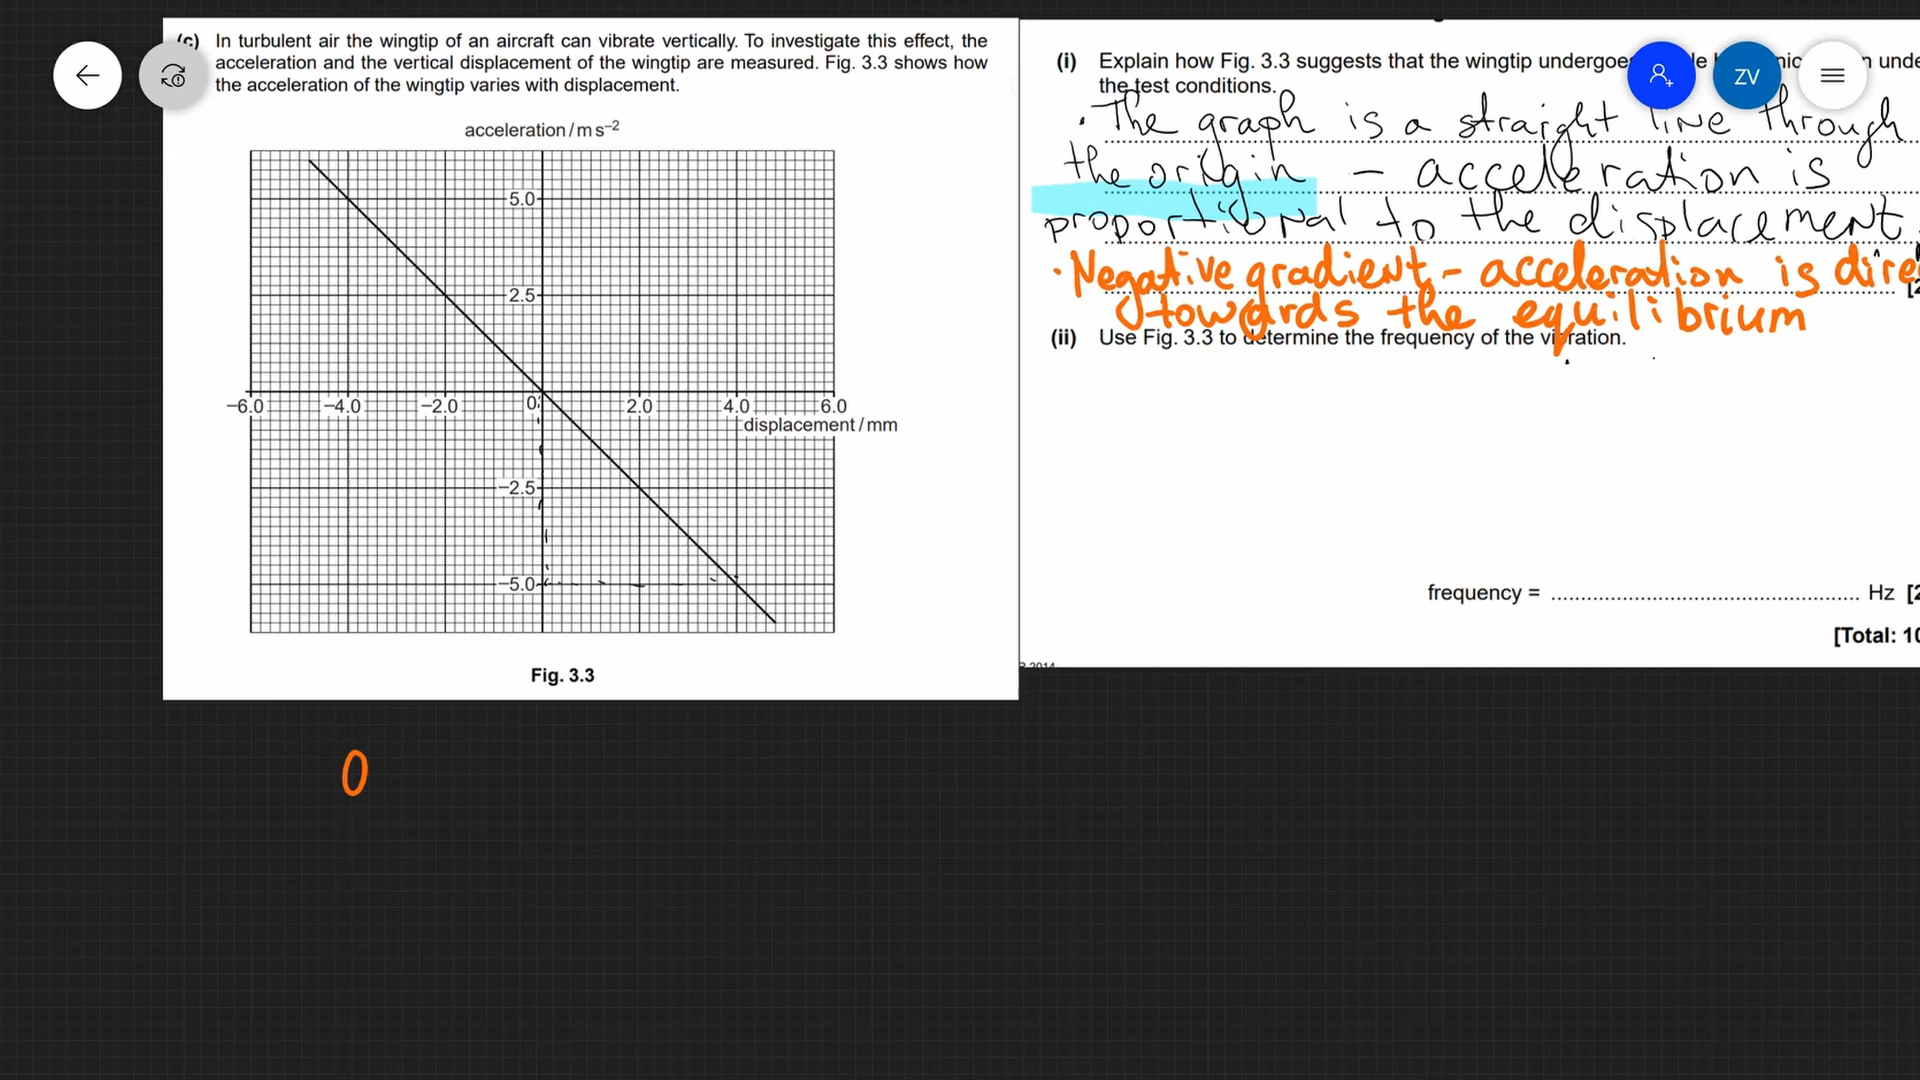 (c) In turbulent air the wingtip of an aircraft can vibrate vertically. To investigate this effect, the
acceleration and the vertical displacement of the wingtip are measured. Fig. 3.3 shows how
the acceleration of the wingtip varies with displacement.
acceleration / m s⁻²
5.0
2.5
−6.0 −4.0 −2.0 0 2.0 4.0 6.0
displacement / mm
−2.5
−5.0
Fig. 3.3
0
(i) Explain how Fig. 3.3 suggests that the wingtip
the test conditions.
ZV
· The graph is a straight line through
the origin – acceleration is
proportional to the displacement.
· Negative gradient – acceleration is
towards the equilibrium
(ii) Use Fig. 3.3 to determine the frequency of the vibration.
frequency = ............................................... Hz
[Total:
2014